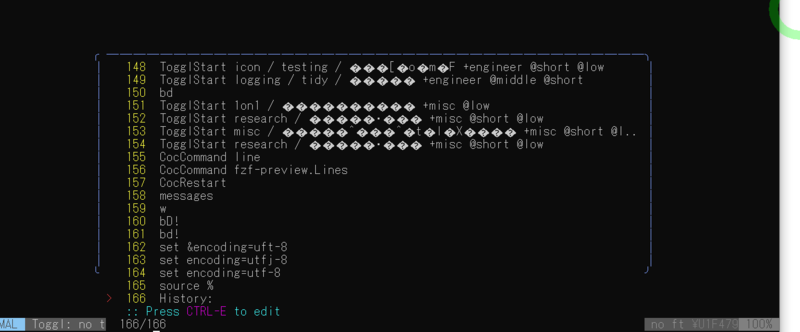 148 TogglStart icon / testing / ���[�o�m�F +engineer @short @low
149 TogglStart logging / tidy / ����� +engineer @middle @short
150 bd
151 TogglStart 1on1 / ���������� +misc @low
152 TogglStart research / �����·��� +misc @short @low
153 TogglStart misc / �����^���^�t�@�X���� +misc @short @l..
154 TogglStart research / �����·��� +misc @short @low
155 CocCommand line
156 CocCommand fzf-preview.Lines
157 CocRestart
158 messages
159 w
160 bD!
161 bd!
162 set &encoding=uft-8
163 set encoding=utfj-8
164 set encoding=utf-8
165 source %
> 166 History:
:: Press CTRL-E to edit
MAL Toggl: no t 166/166 no ft 100%